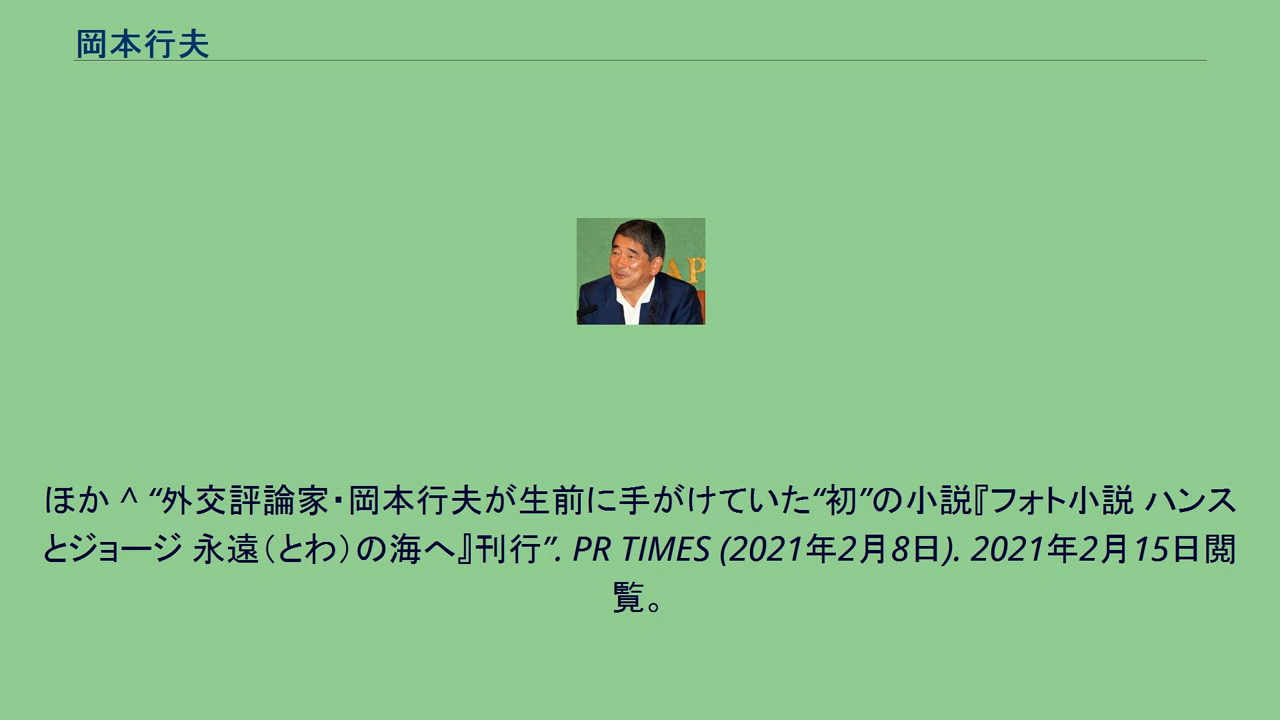 岡本行夫
AP
ほか ^ “外交評論家・岡本行夫が生前に手がけていた“初”の小説『フォト小説 ハンス
とジョージ 永遠（とわ）の海へ』刊行”. PR TIMES (2021年2月8日). 2021年2月15日閲
覧。